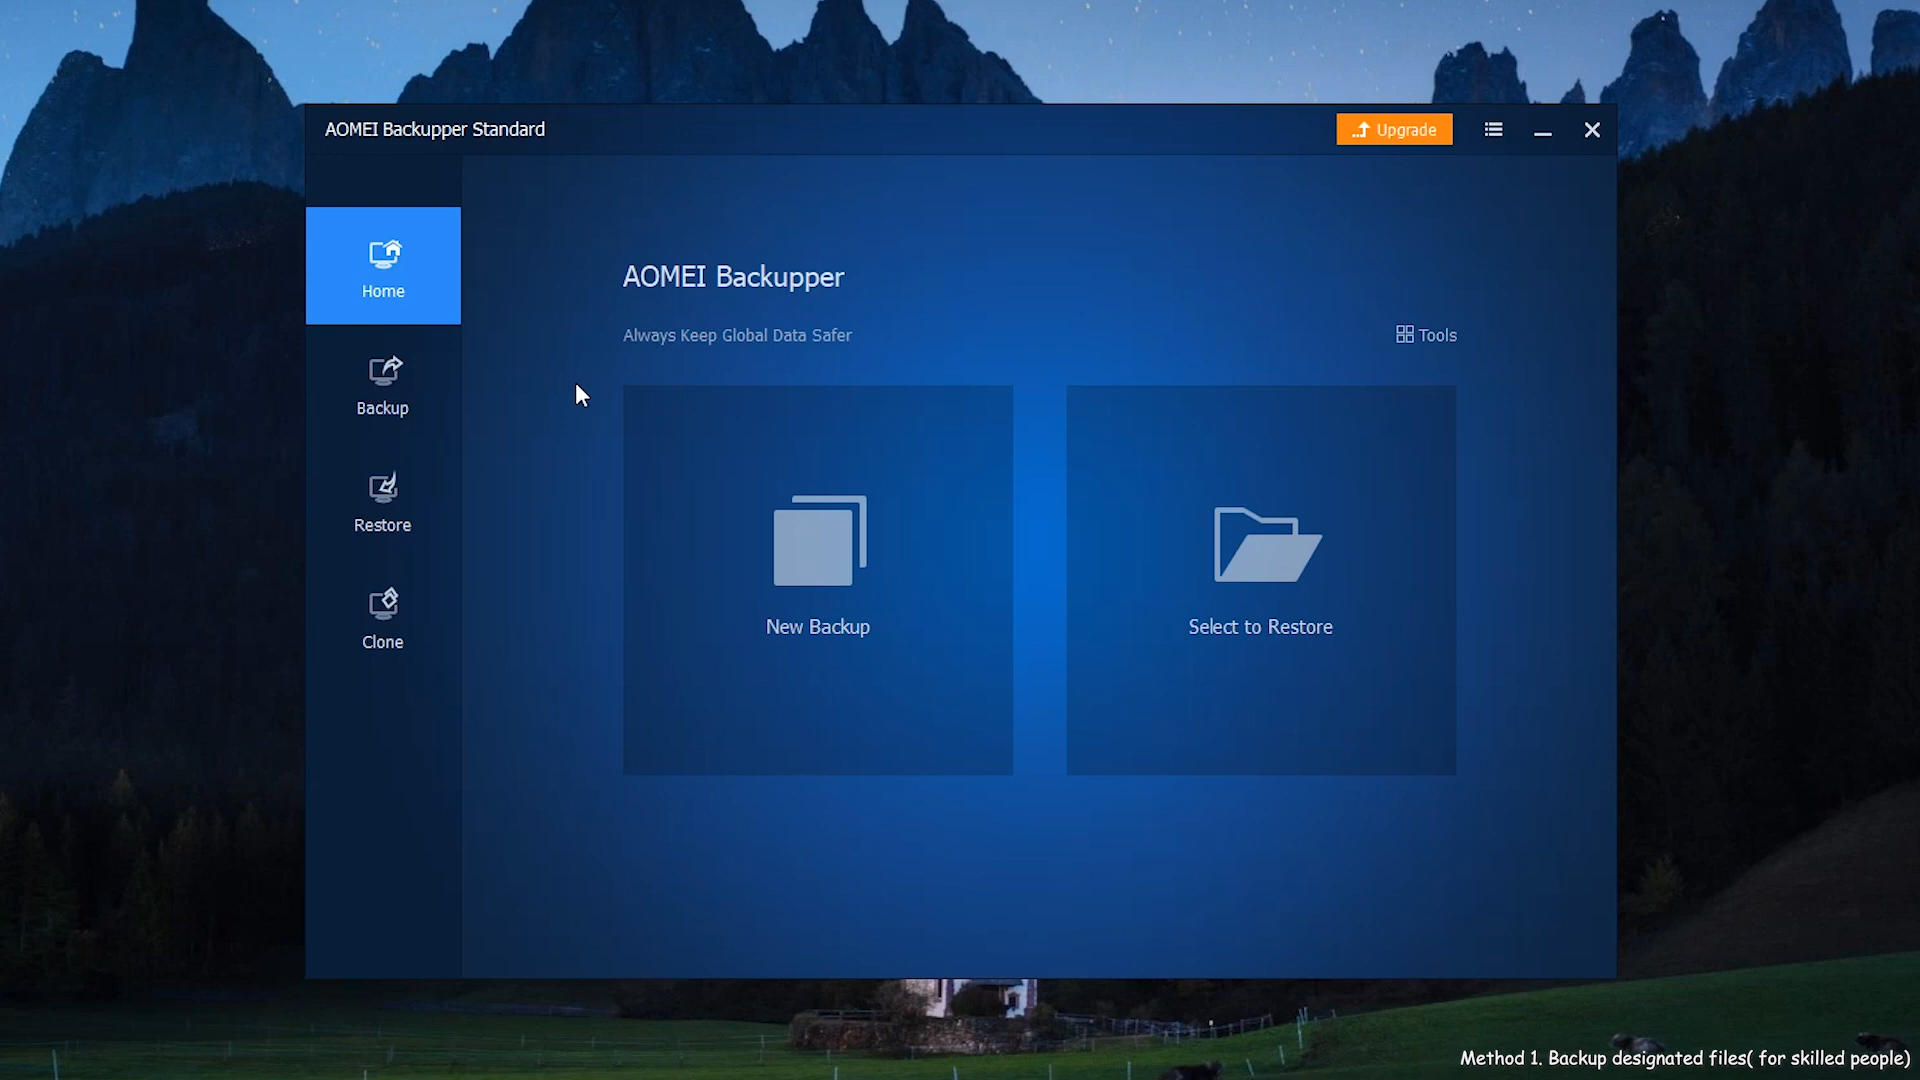 AOMEI Backupper Standard
Upgrade
Home
AOMEI Backupper
Always Keep Global Data Safer
Tools
Backup
Restore
New Backup
Select to Restore
Clone
Method 1. Backup designated files( for skilled people)